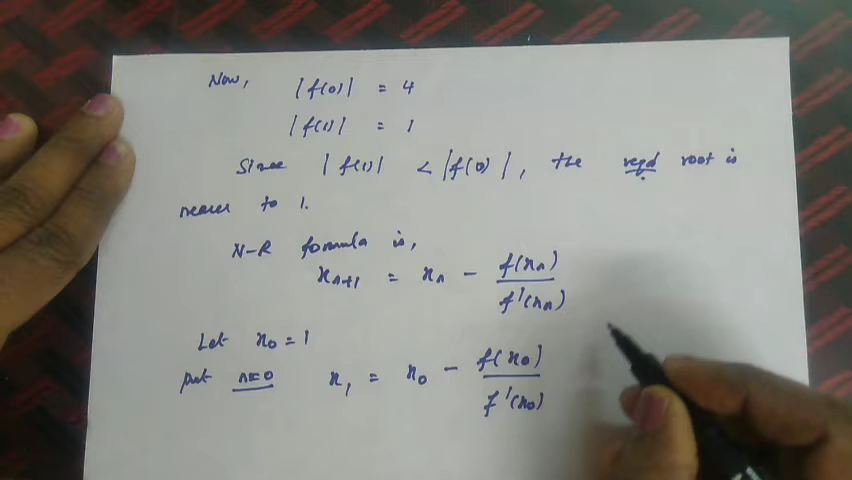 Now, |f(0)| = 4
|f(1)| = 1
Since |f(1)| < |f(0)|, the reqd root is
nearer to 1.
N-R formula is,
xₙ₊₁ = xₙ - f(xₙ)/f'(xₙ)
Let x₀ = 1
put n=0 x₁ = x₀ - f(x₀)/f'(x₀)